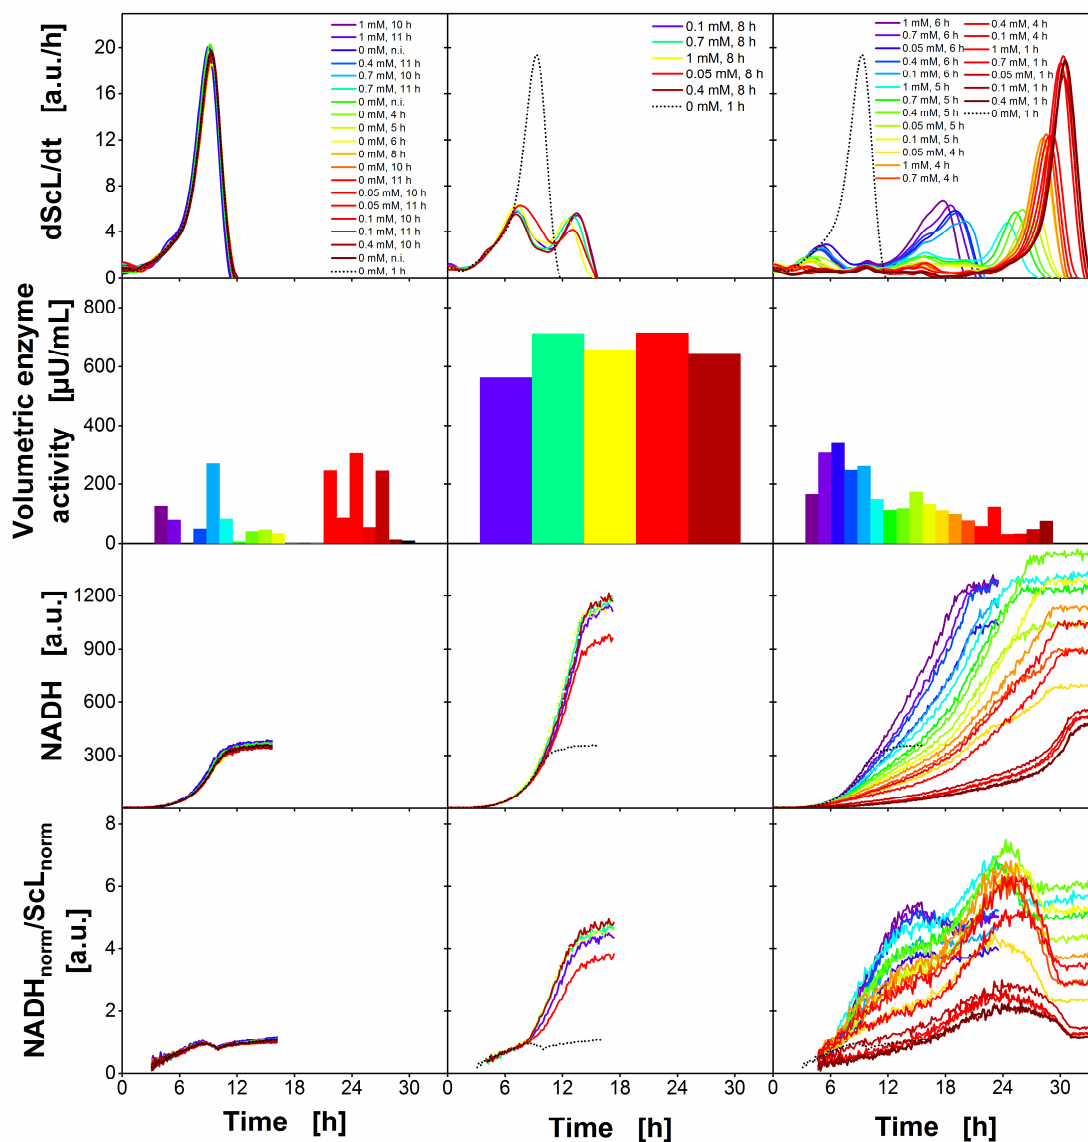 dScL/dt [a.u./h]
20
16
12
8
4
0
1 mM, 10 h
1 mM, 11 h
0 mM, n.i.
0.4 mM, 11 h
0.7 mM, 10 h
0.7 mM, 11 h
0 mM, n.i.
0 mM, 4 h
0 mM, 5 h
0 mM, 6 h
0 mM, 8 h
0 mM, 10 h
0 mM, 11 h
0.05 mM, 10 h
0.05 mM, 11 h
0.1 mM, 10 h
0.1 mM, 11 h
0.4 mM, 10 h
0 mM, n.i.
0 mM, 1 h
0.1 mM, 8 h
0.7 mM, 8 h
1 mM, 8 h
0.05 mM, 8 h
0.4 mM, 8 h
0 mM, 1 h
1 mM, 6 h
0.7 mM, 6 h
0.05 mM, 6 h
0.4 mM, 6 h
0.1 mM, 6 h
1 mM, 5 h
0.7 mM, 5 h
0.4 mM, 5 h
0.05 mM, 5 h
0.1 mM, 5 h
0.05 mM, 4 h
1 mM, 4 h
0.7 mM, 4 h
0.4 mM, 4 h
0.1 mM, 4 h
1 mM, 1 h
0.7 mM, 1 h
0.05 mM, 1 h
0.1 mM, 1 h
0.4 mM, 1 h
0 mM, 1 h
Volumetric enzyme
activity [µU/mL]
800
600
400
200
0
NADH [a.u.]
1200
900
600
300
NADHnorm/ScLnorm
[a.u.]
8
6
4
2
0
0 6 12 18 24 30
0 6 12 18 24 30
0 6 12 18 24 30
Time [h]
Time [h]
Time [h]